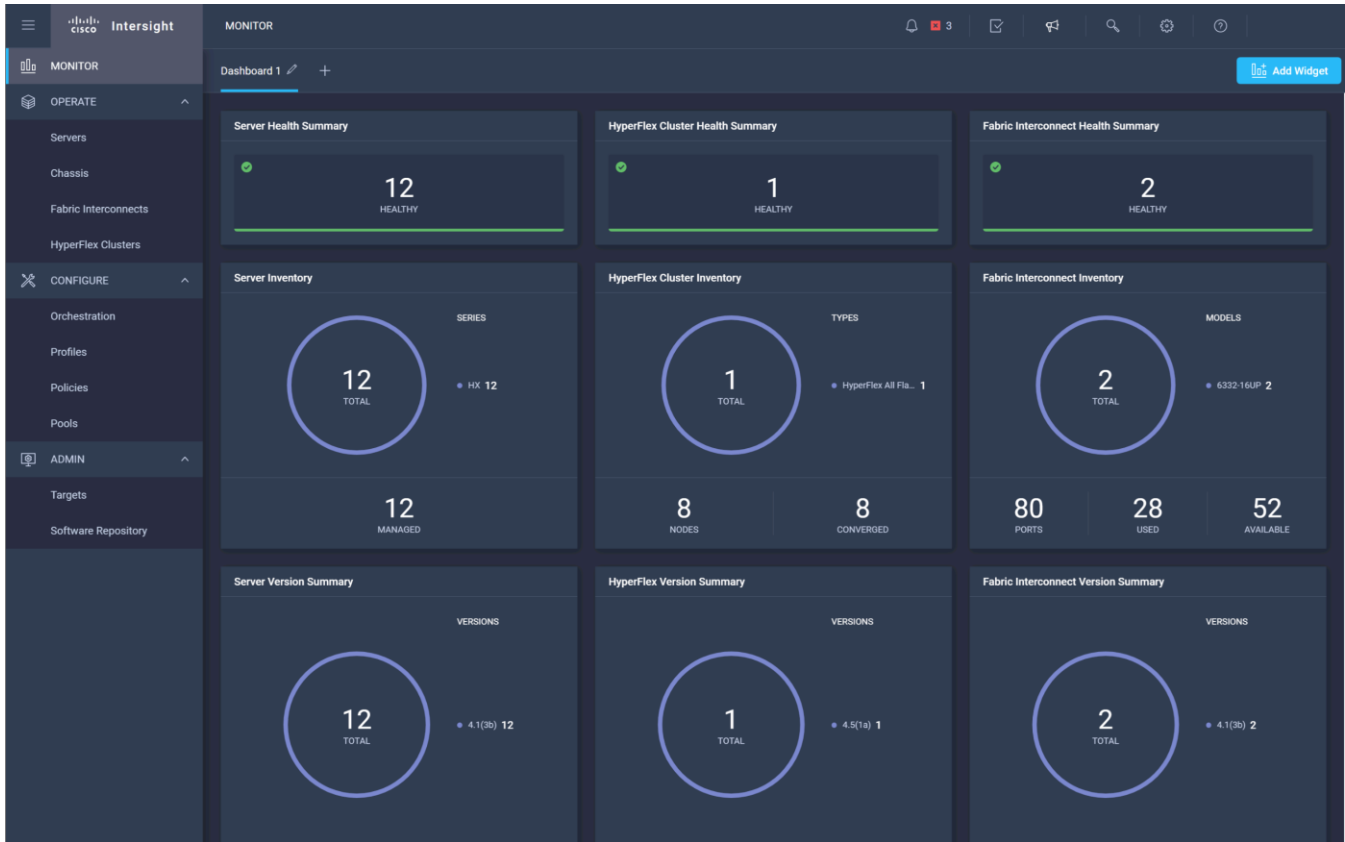 cisco Intersight
MONITOR
3
MONITOR
OPERATE
Servers
Chassis
Fabric Interconnects
HyperFlex Clusters
CONFIGURE
Orchestration
Profiles
Policies
Pools
ADMIN
Targets
Software Repository
Dashboard 1
Add Widget
Server Health Summary
12
HEALTHY
HyperFlex Cluster Health Summary
1
HEALTHY
Fabric Interconnect Health Summary
2
HEALTHY
Server Inventory
SERIES
12
TOTAL
HX 12
12
MANAGED
HyperFlex Cluster Inventory
TYPES
1
TOTAL
HyperFlex All Fla... 1
8
NODES
8
CONVERGED
Fabric Interconnect Inventory
MODELS
2
TOTAL
6332-16UP 2
80
PORTS
28
USED
52
AVAILABLE
Server Version Summary
VERSIONS
12
TOTAL
4.1(3b) 12
HyperFlex Version Summary
VERSIONS
1
TOTAL
4.5(1a) 1
Fabric Interconnect Version Summary
VERSIONS
2
TOTAL
4.1(3b) 2